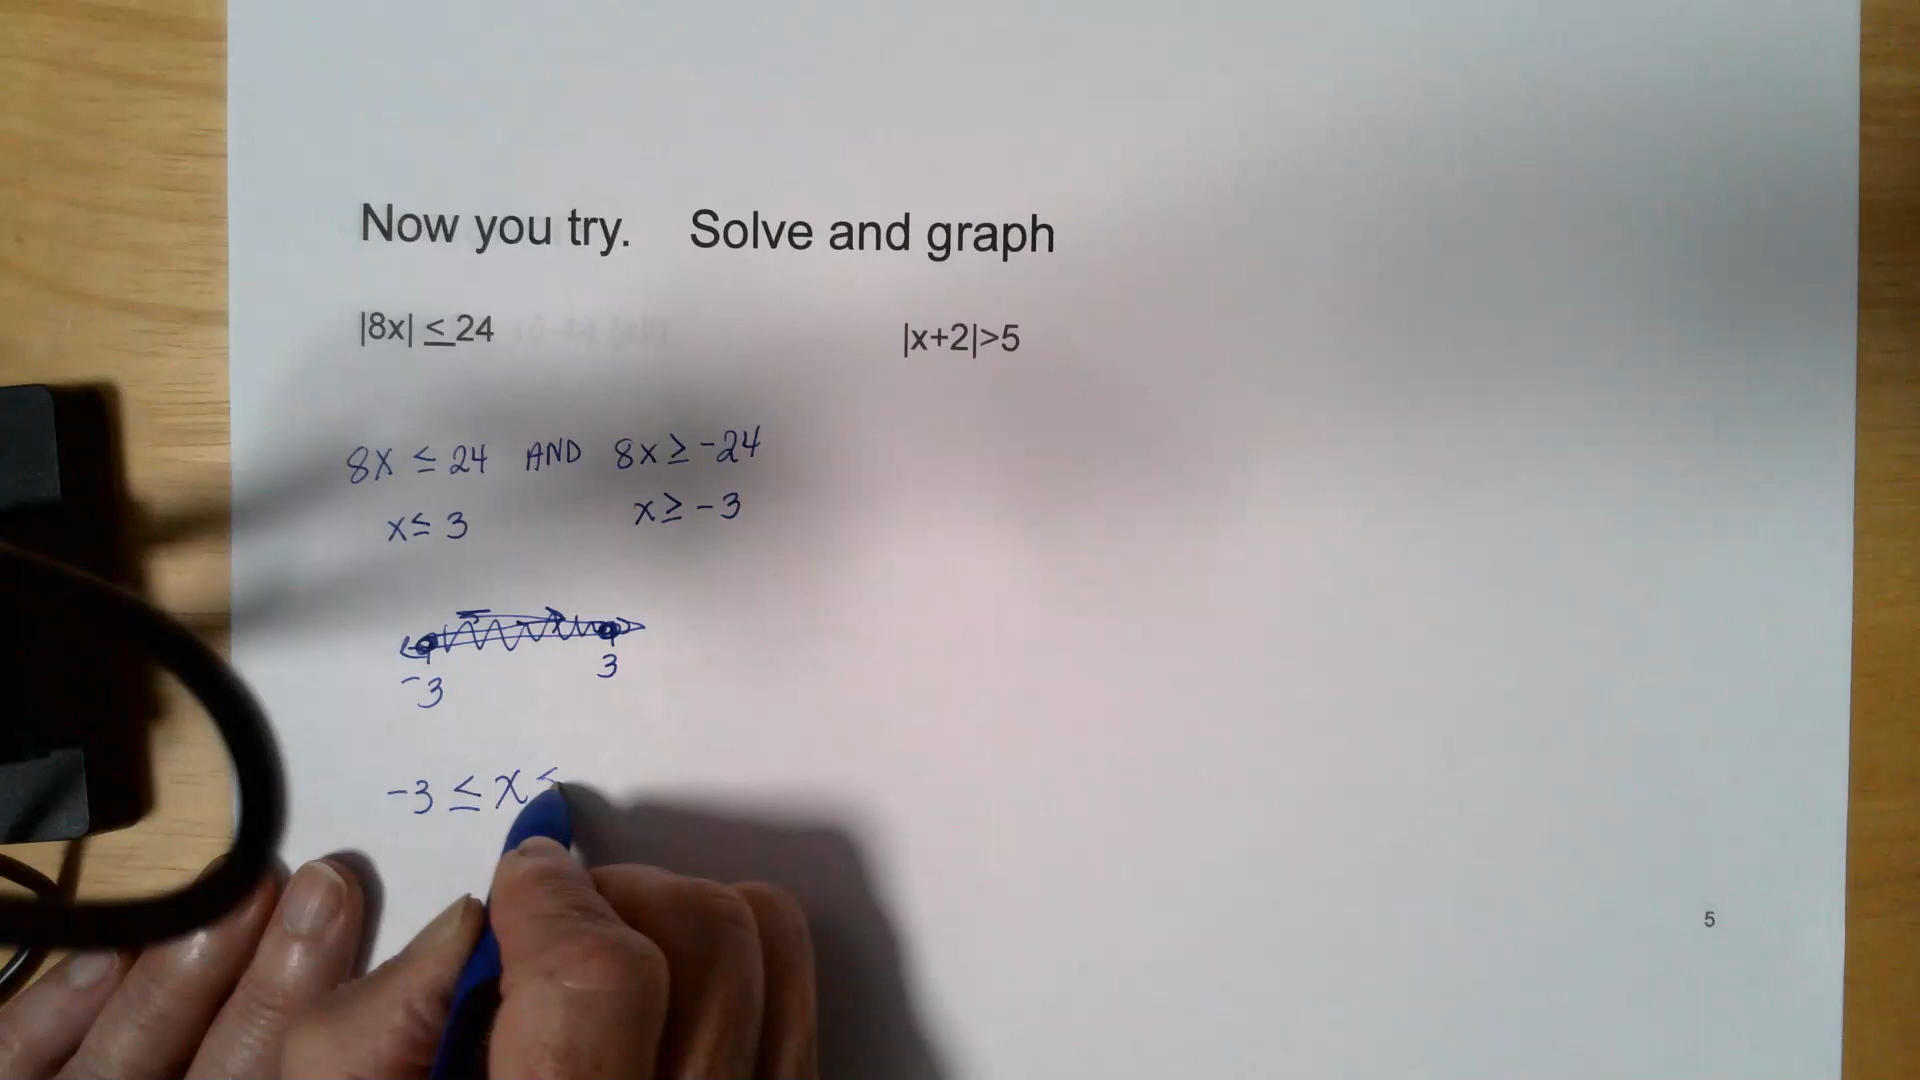 Now you try. Solve and graph
|8x| ≤ 24 |x+2|>5
8x ≤ 24 AND 8x ≥ -24
x ≤ 3 x ≥ -3
-3 3
-3 ≤ x ≤
5